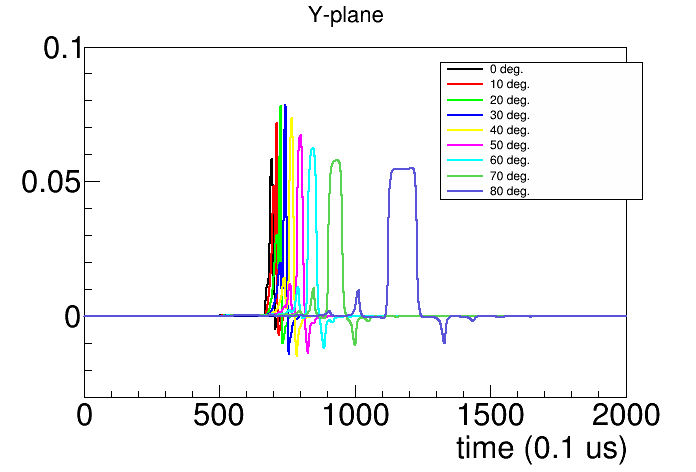 Y-plane
0.1
0 deg.
10 deg.
20 deg.
30 deg.
40 deg.
50 deg.
60 deg.
70 deg.
80 deg.
0.05
0
0 500 1000 1500 2000
time (0.1 us)